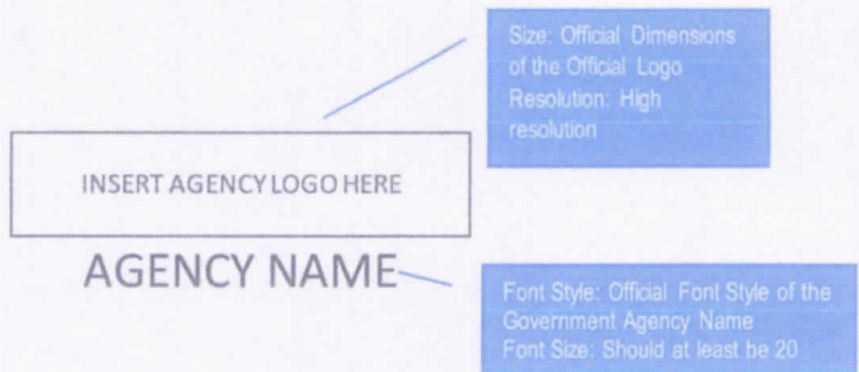 Size: Official Dimensions
of the Official Logo
Resolution: High
resolution
INSERT AGENCY LOGO HERE
AGENCY NAME
Font Style: Official Font Style of the
Government Agency Name
Font Size: Should at least be 20